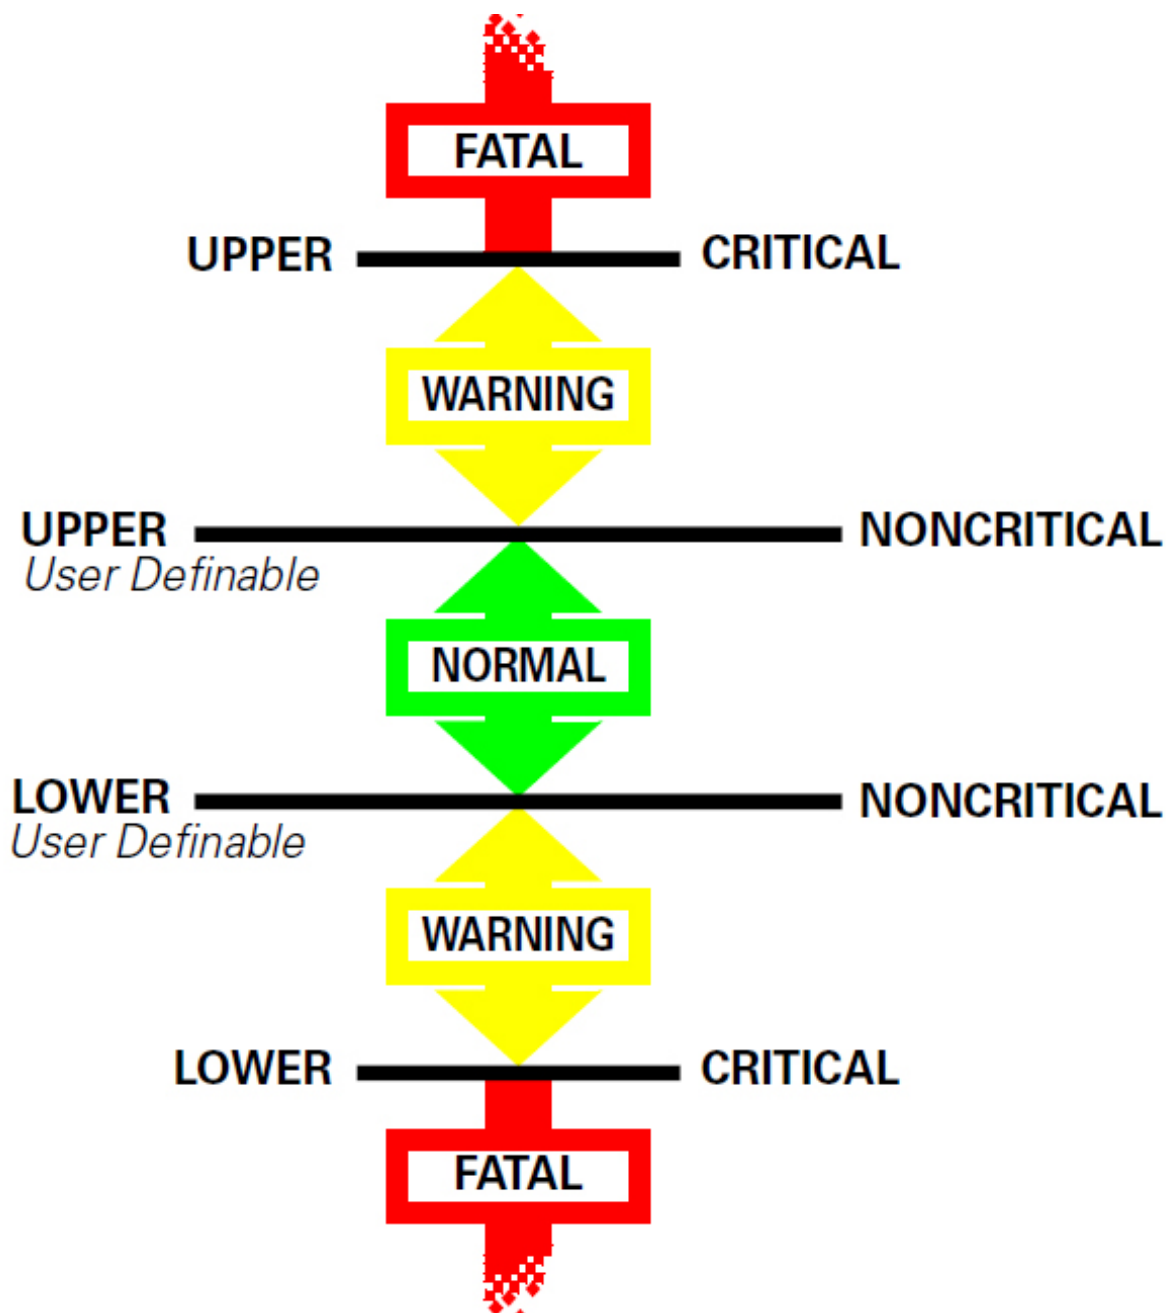 FATAL
UPPER CRITICAL
WARNING
UPPER NONCRITICAL
User Definable
NORMAL
LOWER NONCRITICAL
User Definable
WARNING
LOWER CRITICAL
FATAL